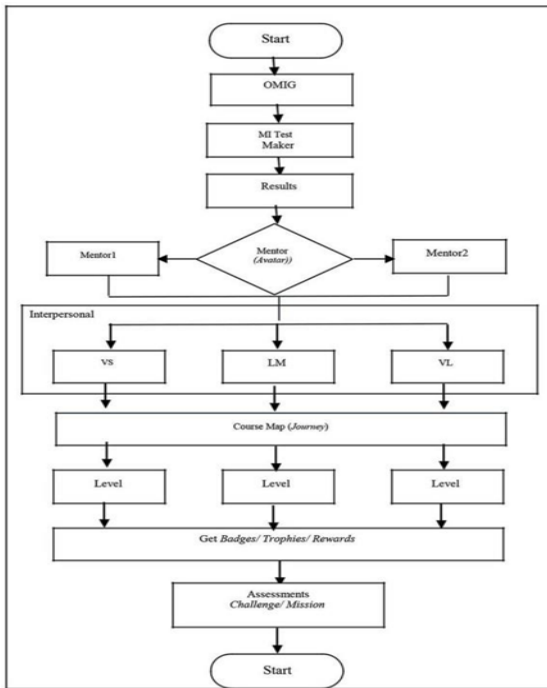 Start
OMIG
MI Test
Maker
Results
Mentor
(Avatar))
Mentor1
Mentor2
Interpersonal
VS
LM
VL
Course Map (Journey)
Level
Level
Level
Get Badges/ Trophies/ Rewards
Assessments
Challenge/ Mission
Start